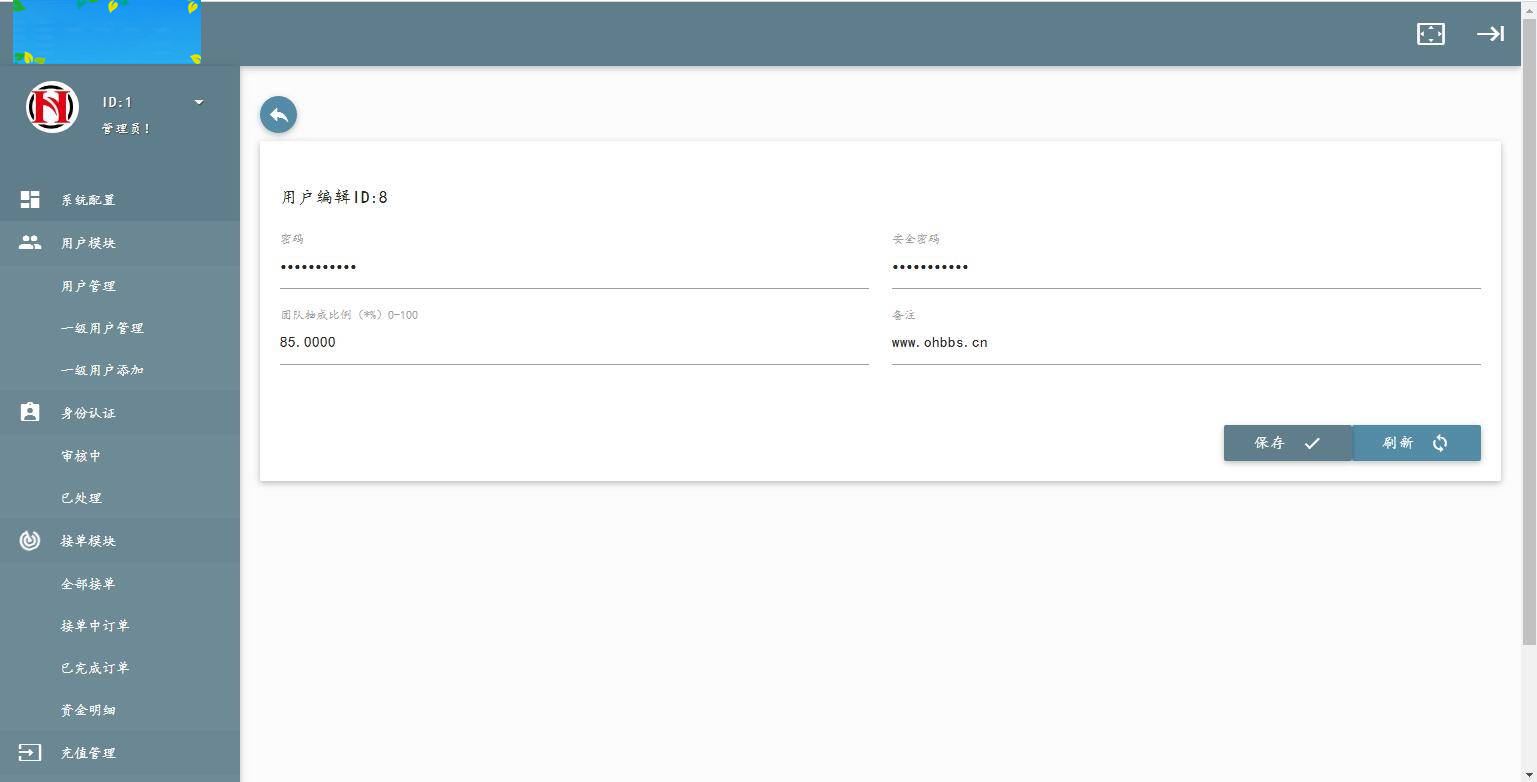 ID:1
管理员!
系统配置
用户模块
用户管理
一级用户管理
一级用户添加
身份认证
审核中
已处理
接单模块
全部接单
接单中订单
已完成订单
资金明细
充值管理
用户编辑ID:8
密码
•••••••••••
安全密码
•••••••••••
团队抽成比例（*%）0-100
85.0000
备注
www.ohbbs.cn
保存
刷新